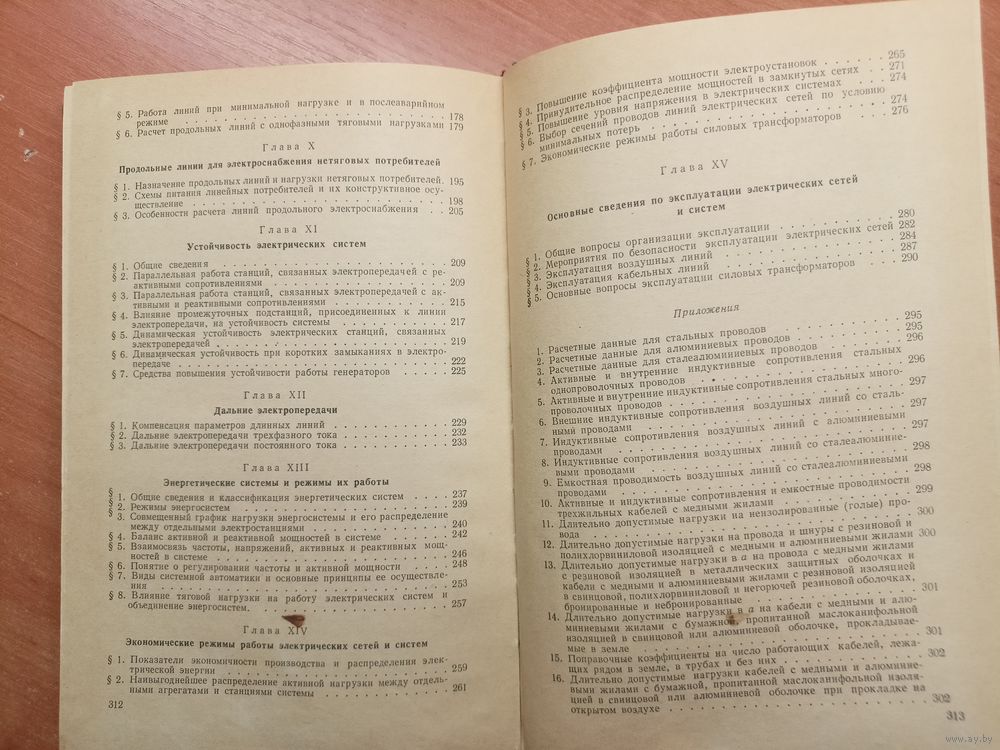 § 5. Работа линий при минимальной нагрузке и в послеаварийном
режиме . . . . . . . . . . . . . . . . . . . . 178
§ 6. Расчет продольных линий с однофазными тяговыми нагрузками 179
Глава X
Продольные линии для электроснабжения нетяговых потребителей
§ 1. Назначение продольных линий и нагрузки нетяговых потребителей. 195
§ 2. Схемы питания линейных потребителей и их конструктивное осу-
ществление . . . . . . . . . . . . . . . . . . 198
§ 3. Особенности расчета линий продольного электроснабжения . . 205
Глава XI
Устойчивость электрических систем
§ 1. Общие сведения . . . . . . . . . . . . . . . . 209
§ 2. Параллельная работа станций, связанных электропередачей с ре-
активными сопротивлениями . . . . . . . . . . . . 209
§ 3. Параллельная работа станций, связанных электропередачей с ак-
тивными и реактивными сопротивлениями . . . . . . . . 215
§ 4. Влияние промежуточных подстанций, присоединенных к линии
электропередачи, на устойчивость системы . . . . . . . 217
§ 5. Динамическая устойчивость электрических станций, связанных
электропередачей . . . . . . . . . . . . . . . . 219
§ 6. Динамическая устойчивость при коротких замыканиях в электро-
передаче . . . . . . . . . . . . . . . . . . . 222
§ 7. Средства повышения устойчивости работы генераторов . . . . 225
Глава XII
Дальние электропередачи
§ 1. Компенсация параметров длинных линий . . . . . . . . 229
§ 2. Дальние электропередачи трехфазного тока . . . . . . . 232
§ 3. Дальние электропередачи постоянного тока . . . . . . . 233
Глава XIII
Энергетические системы и режимы их работы
§ 1. Общие сведения и классификация энергетических систем . . . . 237
§ 2. Режимы энергосистем . . . . . . . . . . . . . . 239
§ 3. Совмещенный график нагрузки энергосистемы и его распределение
между отдельными электростанциями . . . . . . . . . . 240
§ 4. Баланс активной и реактивной мощностей в системе . . . . . 242
§ 5. Взаимосвязь частоты, напряжений, активных и реактивных мощ-
ностей в системе . . . . . . . . . . . . . . . . 246
§ 6. Понятие о регулировании частоты и активной мощности . . . . 248
§ 7. Виды системной автоматики и основные принципы ее осуществле-
ния . . . . . . . . . . . . . . . . . . . . . 253
§ 8. Влияние тяговой нагрузки на работу электрических систем и
объединение энергосистем. . . . . . . . . . . . . 257
Глава XIV
Экономические режимы работы электрических сетей и систем
§ 1. Показатели экономичности производства и распределения элек-
трической энергии . . . . . . . . . . . . . . . 259
§ 2. Наивыгоднейшее распределение активной нагрузки между отдель-
ными агрегатами и станциями системы . . . . . . . . . 261
312
§ 3. Повышение коэффициента мощности электроустановок . . . . . . 265
§ 4. Принудительное распределение мощностей в замкнутых сетях . . 271
§ 5. Повышение уровня напряжения в электрических системах . . . . 274
§ 6. Выбор сечений проводов линий электрических сетей по условию
минимальных потерь . . . . . . . . . . . . . . . 274
§ 7. Экономические режимы работы силовых трансформаторов . . . 276
Глава XV
Основные сведения по эксплуатации электрических сетей
и систем
§ 1. Общие вопросы организации эксплуатации . . . . . . . . 280
§ 2. Мероприятия по безопасности эксплуатации электрических сетей 282
§ 3. Эксплуатация воздушных линий . . . . . . . . . . . 284
§ 4. Эксплуатация кабельных линий . . . . . . . . . . . 287
§ 5. Основные вопросы эксплуатации силовых трансформаторов . . . 290
Приложения
1. Расчетные данные для стальных проводов . . . . . . . . 295
2. Расчетные данные для алюминиевых проводов . . . . . . . 295
3. Расчетные данные для сталеалюминиевых проводов . . . . . . 296
4. Активные и внутренние индуктивные сопротивления стальных
однопроволочных проводов . . . . . . . . . . . . . 296
5. Активные и внутренние индуктивные сопротивления стальных много-
проволочных проводов . . . . . . . . . . . . . . 297
6. Внешние индуктивные сопротивления воздушных линий со сталь-
ными проводами . . . . . . . . . . . . . . . . 297
7. Индуктивные сопротивления воздушных линий с алюминиевыми
проводами . . . . . . . . . . . . . . . . . . 297
8. Индуктивные сопротивления воздушных линий со сталеалюминие-
выми проводами . . . . . . . . . . . . . . . . 298
9. Емкостная проводимость воздушных линий со сталеалюминиевыми
проводами . . . . . . . . . . . . . . . . . . 298
10. Активные и индуктивные сопротивления и емкостные проводимости
трехжильных кабелей с медными жилами . . . . . . . . . 299
11. Длительно допустимые нагрузки на неизолированные (голые) про-
вода . . . . . . . . . . . . . . . . . . . . 300
12. Длительно допустимые нагрузки на провода и шнуры с резиновой и
полихлорвиниловой изоляцией с медными и алюминиевыми жилами 300
13. Длительно допустимые нагрузки в а на провода с медными жилами
с резиновой изоляцией в металлических защитных оболочках и
кабели с медными и алюминиевыми жилами с резиновой изоляцией
в свинцовой, полихлорвиниловой и негорючей резиновой оболочках,
бронированные и небронированные . . . . . . . . . . . 301
14. Длительно допустимые нагрузки в а на кабели с медными и алю-
миниевыми жилами с бумажной, пропитанной маслоканифольной
изоляцией в свинцовой или алюминиевой оболочке, прокладывае-
мые в земле . . . . . . . . . . . . . . . . . . 301
15. Поправочные коэффициенты на число работающих кабелей, лежа-
щих рядом в земле, в трубах и без них . . . . . . . . . . 302
16. Длительно допустимые нагрузки кабелей с медными и алюминие-
выми жилами с бумажной, пропитанной маслоканифольной изоля-
цией в свинцовой или алюминиевой оболочке при прокладке на
открытом воздухе . . . . . . . . . . . . . . . . 302
313
www.ay.by